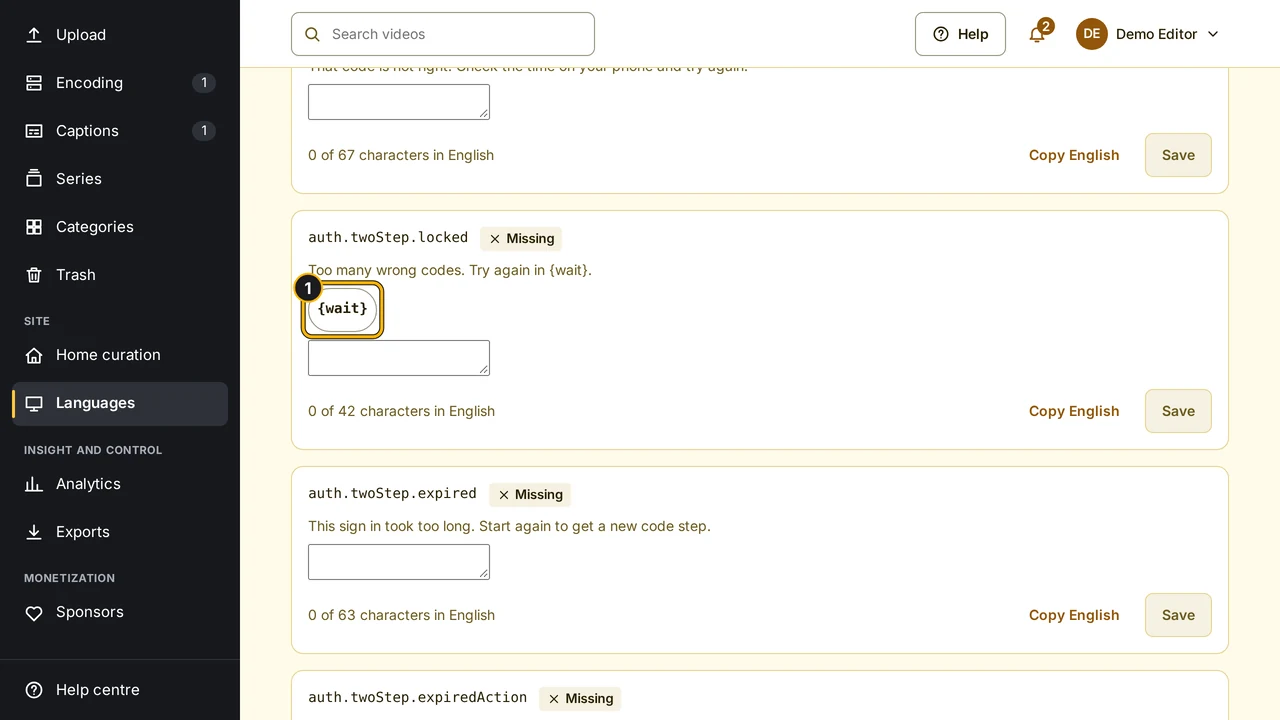 Upload
Encoding 1
Captions 1
Series
Categories
Trash
SITE
Home curation
Languages
INSIGHT AND CONTROL
Analytics
Exports
MONETIZATION
Sponsors
Help centre
Search videos
Help
2
DE Demo Editor
That code is not right. Check the time on your phone and try again.
0 of 67 characters in English
Copy English
Save
auth.twoStep.locked Missing
Too many wrong codes. Try again in {wait}.
1
{wait}
0 of 42 characters in English
Copy English
Save
auth.twoStep.expired Missing
This sign in took too long. Start again to get a new code step.
0 of 63 characters in English
Copy English
Save
auth.twoStep.expiredAction Missing